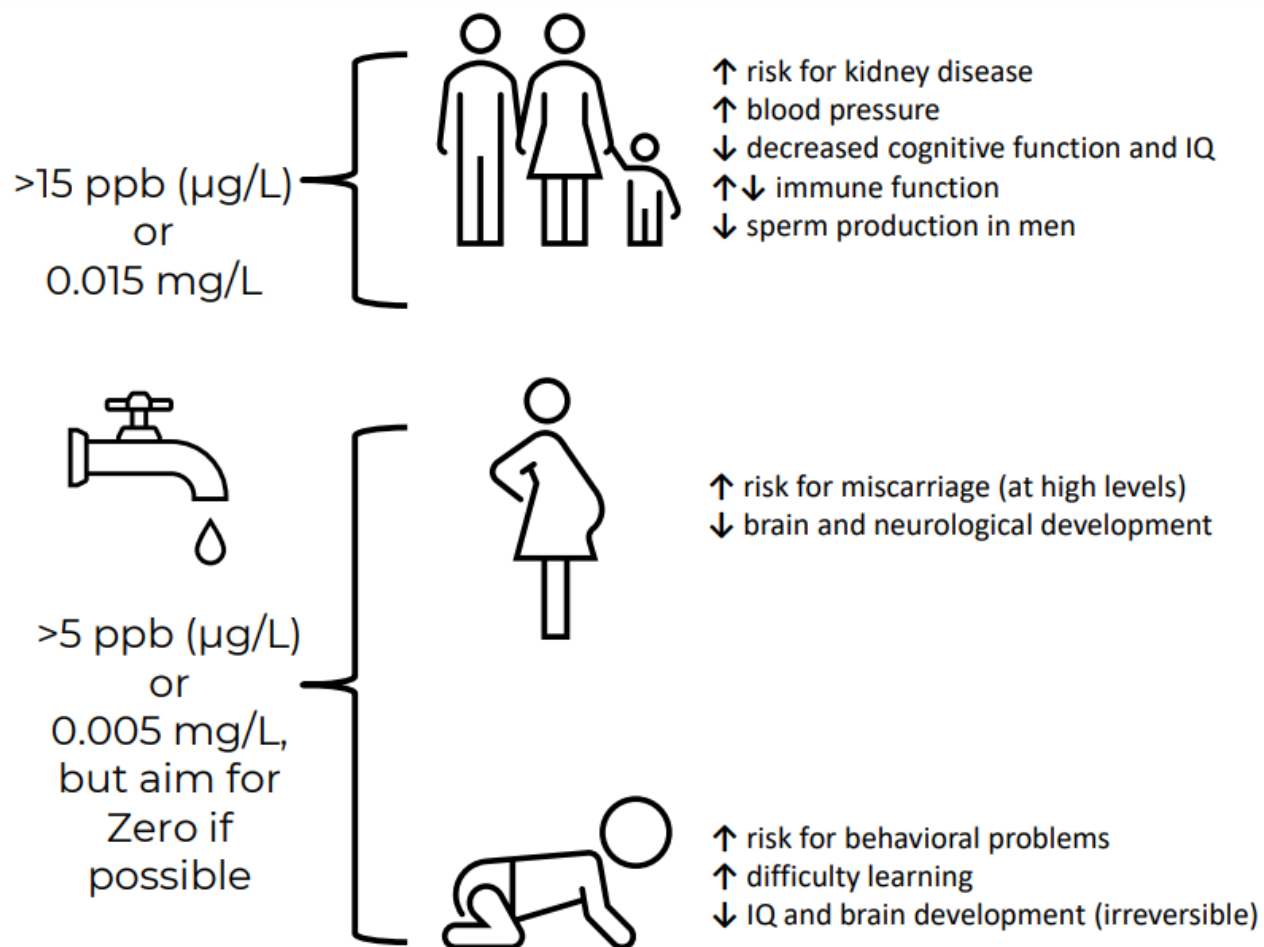 >15 ppb (µg/L)
or
0.015 mg/L
↑ risk for kidney disease
↑ blood pressure
↓ decreased cognitive function and IQ
↑↓ immune function
↓ sperm production in men
>5 ppb (µg/L)
or
0.005 mg/L,
but aim for
Zero if
possible
↑ risk for miscarriage (at high levels)
↓ brain and neurological development
↑ risk for behavioral problems
↑ difficulty learning
↓ IQ and brain development (irreversible)